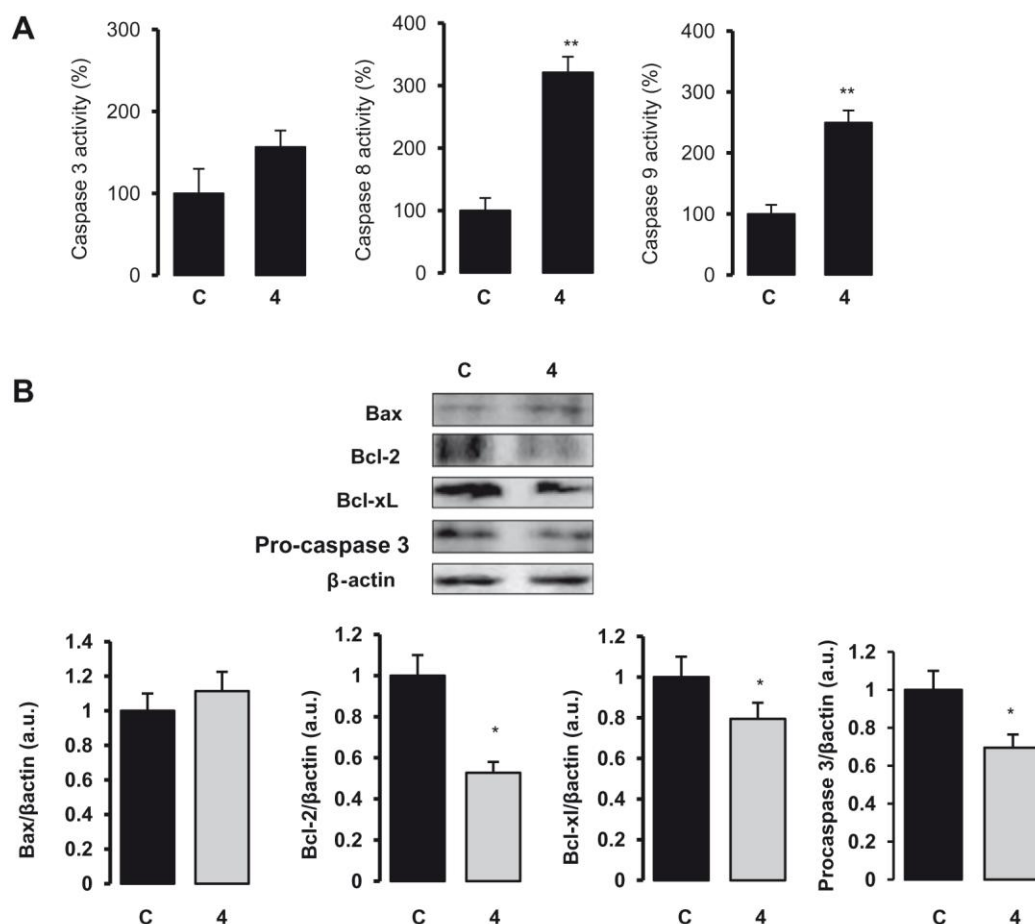 A
Caspase 3 activity (%)
300
200
100
0
C 4
Caspase 8 activity (%)
400
300
200
100
0
**
C 4
Caspase 9 activity (%)
400
300
200
100
0
**
C 4
B
C 4
Bax
Bcl-2
Bcl-xL
Pro-caspase 3
β-actin
Bax/βactin (a.u.)
1.4
1.2
1
0.8
0.6
0.4
0.2
0
C 4
Bcl-2/βactin (a.u.)
1.2
1
0.8
0.6
0.4
0.2
0
*
C 4
Bcl-xl/βactin (a.u.)
1.2
1
0.8
0.6
0.4
0.2
0
*
C 4
Procaspase 3/βactin (a.u.)
1.2
1
0.8
0.6
0.4
0.2
0
*
C 4